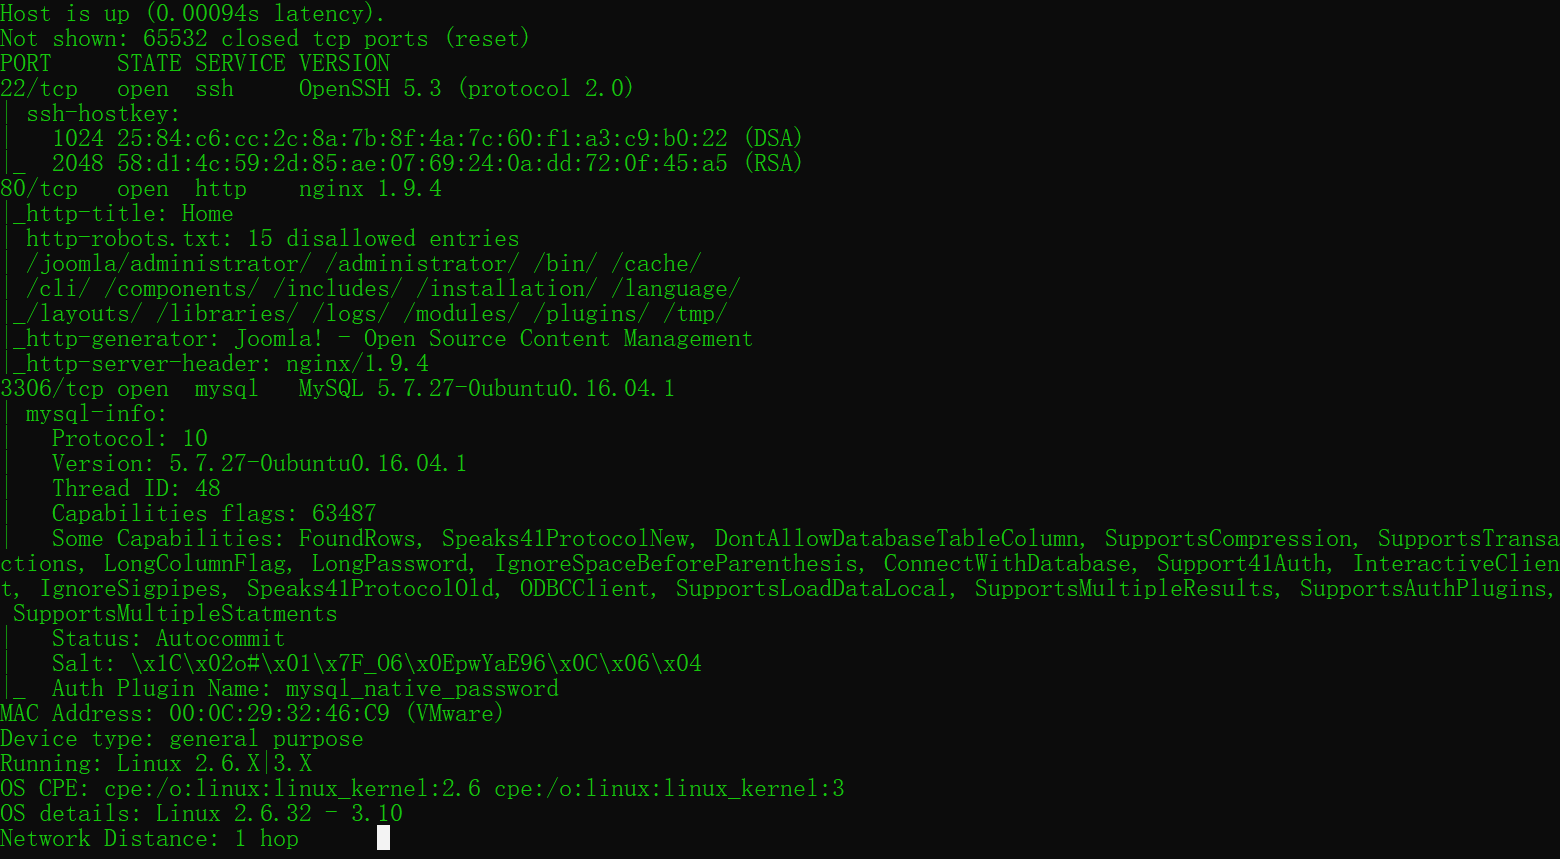 Host is up (0.00094s latency).
Not shown: 65532 closed tcp ports (reset)
PORT     STATE SERVICE VERSION
22/tcp   open  ssh     OpenSSH 5.3 (protocol 2.0)
| ssh-hostkey:
|   1024 25:84:c6:cc:2c:8a:7b:8f:4a:7c:60:f1:a3:c9:b0:22 (DSA)
|_  2048 58:d1:4c:59:2d:85:ae:07:69:24:0a:dd:72:0f:45:a5 (RSA)
80/tcp   open  http    nginx 1.9.4
|_http-title: Home
| http-robots.txt: 15 disallowed entries
| /joomla/administrator/ /administrator/ /bin/ /cache/
| /cli/ /components/ /includes/ /installation/ /language/
|_/layouts/ /libraries/ /logs/ /modules/ /plugins/ /tmp/
|_http-generator: Joomla! - Open Source Content Management
|_http-server-header: nginx/1.9.4
3306/tcp open  mysql   MySQL 5.7.27-0ubuntu0.16.04.1
| mysql-info:
|   Protocol: 10
|   Version: 5.7.27-0ubuntu0.16.04.1
|   Thread ID: 48
|   Capabilities flags: 63487
|   Some Capabilities: FoundRows, Speaks41ProtocolNew, DontAllowDatabaseTableColumn, SupportsCompression, SupportsTransa
ctions, LongColumnFlag, LongPassword, IgnoreSpaceBeforeParenthesis, ConnectWithDatabase, Support41Auth, InteractiveClien
t, IgnoreSigpipes, Speaks41ProtocolOld, ODBCClient, SupportsLoadDataLocal, SupportsMultipleResults, SupportsAuthPlugins,
 SupportsMultipleStatments
|   Status: Autocommit
|   Salt: \x1C\x02o#\x01\x7F_O6\x0EpwYaE96\x0C\x06\x04
|_  Auth Plugin Name: mysql_native_password
MAC Address: 00:0C:29:32:46:C9 (VMware)
Device type: general purpose
Running: Linux 2.6.X|3.X
OS CPE: cpe:/o:linux:linux_kernel:2.6 cpe:/o:linux:linux_kernel:3
OS details: Linux 2.6.32 - 3.10
Network Distance: 1 hop